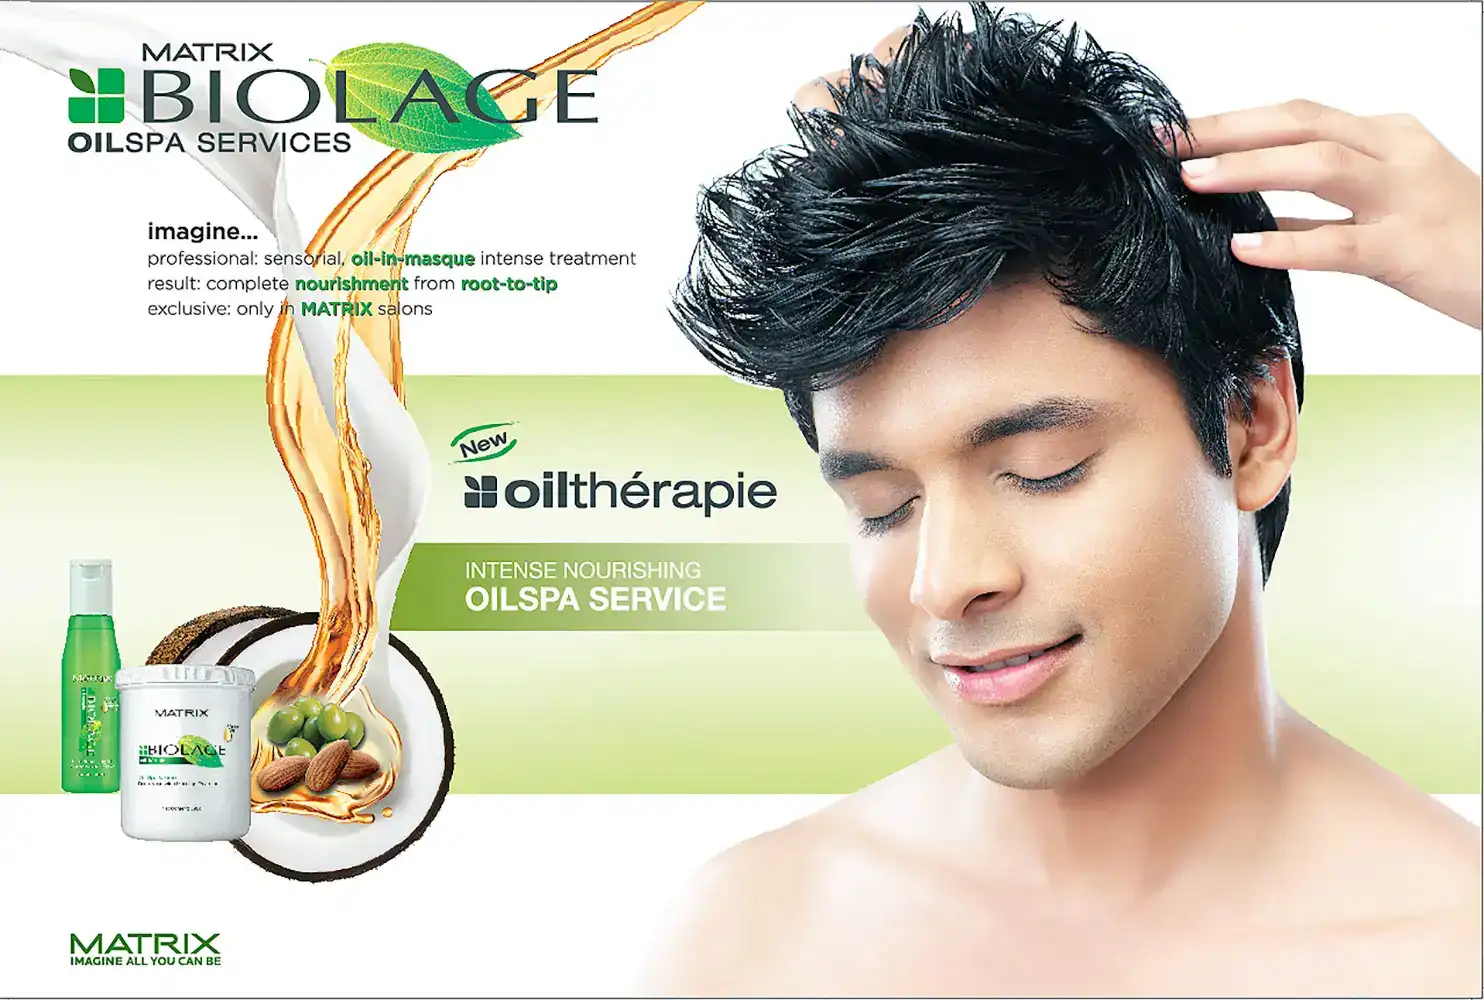 MATRIX
BIOLAGE
OILSPA SERVICES
imagine...
professional: sensorial, oil-in-masque intense treatment
result: complete nourishment from root-to-tip
exclusive: only in MATRIX salons
New
oilthérapie
INTENSE NOURISHING
OILSPA SERVICE
MATRIX
MATRIX
BIOLAGE
MATRIX
IMAGINE ALL YOU CAN BE